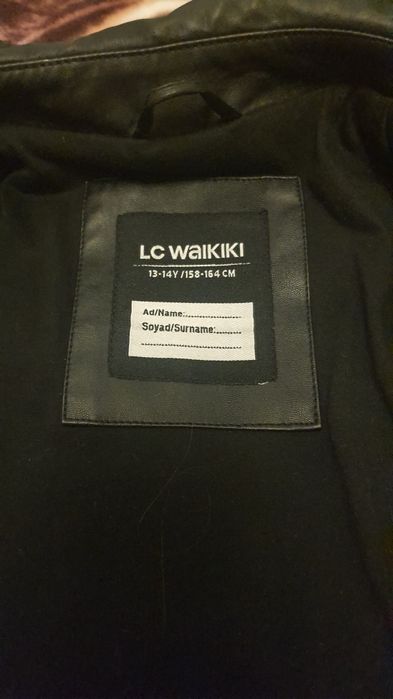 LC WAIKIKI
13-14Y /158-164 CM
Ad/Name:..............
Soyad/Surname:.......
...........................